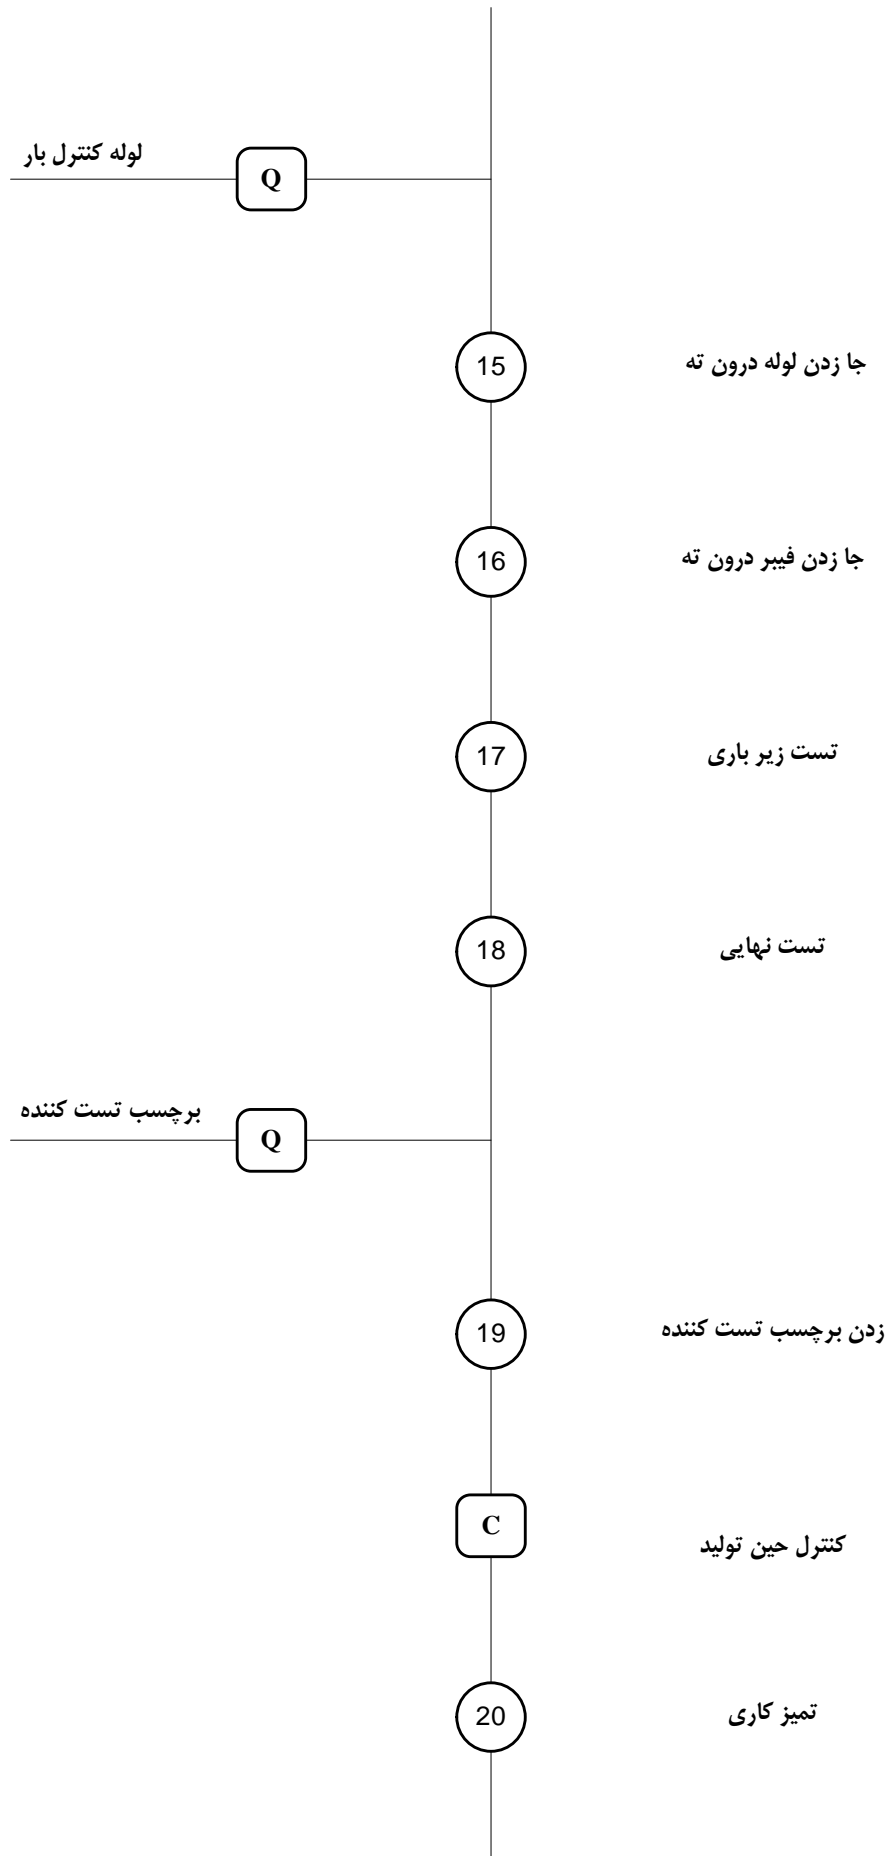 لوله کنترل بار
Q
15
جا زدن لوله درون ته
16
جا زدن فیبر درون ته
17
تست زیر باری
18
تست نهایی
برچسب تست کننده
Q
19
زدن برچسب تست کننده
C
کنترل حین تولید
20
تمیز کاری